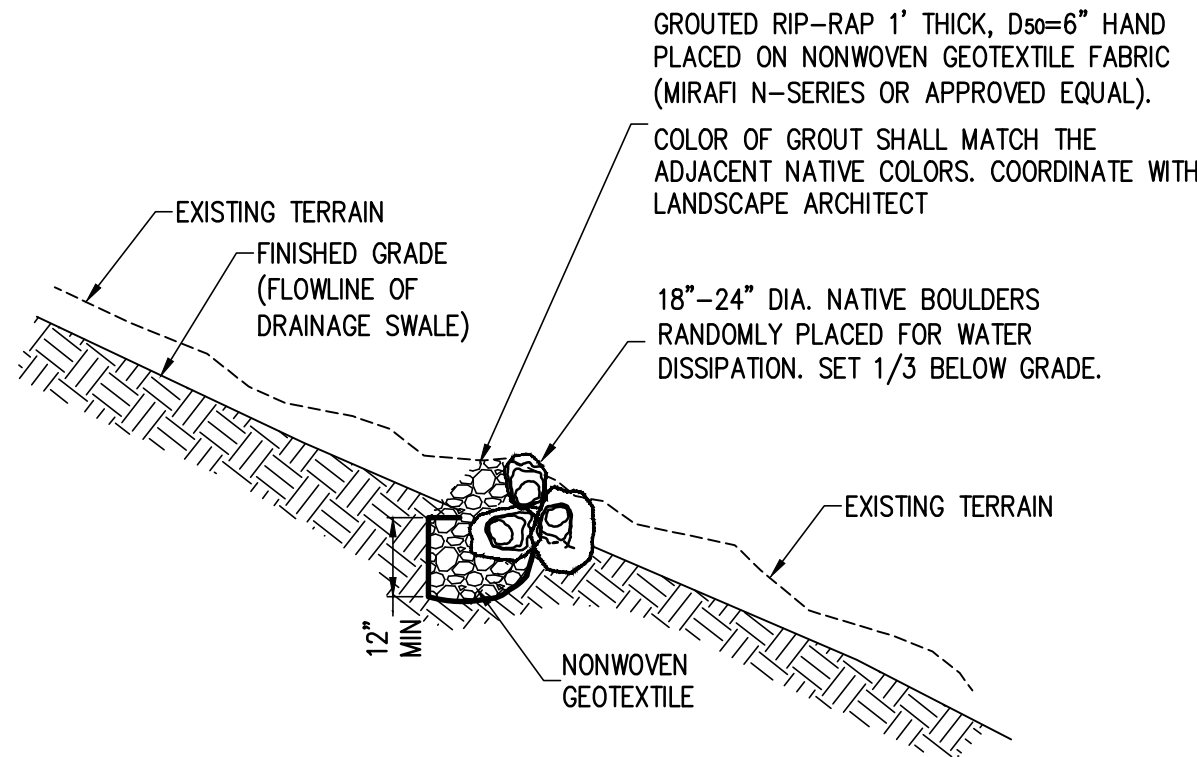 GROUTED RIP-RAP 1' THICK, D50=6" HAND
PLACED ON NONWOVEN GEOTEXTILE FABRIC
(MIRAFI N-SERIES OR APPROVED EQUAL).
COLOR OF GROUT SHALL MATCH THE
ADJACENT NATIVE COLORS. COORDINATE WITH
LANDSCAPE ARCHITECT
EXISTING TERRAIN
FINISHED GRADE
(FLOWLINE OF
DRAINAGE SWALE)
18"-24" DIA. NATIVE BOULDERS
RANDOMLY PLACED FOR WATER
DISSIPATION. SET 1/3 BELOW GRADE.
EXISTING TERRAIN
12"
MIN
NONWOVEN
GEOTEXTILE